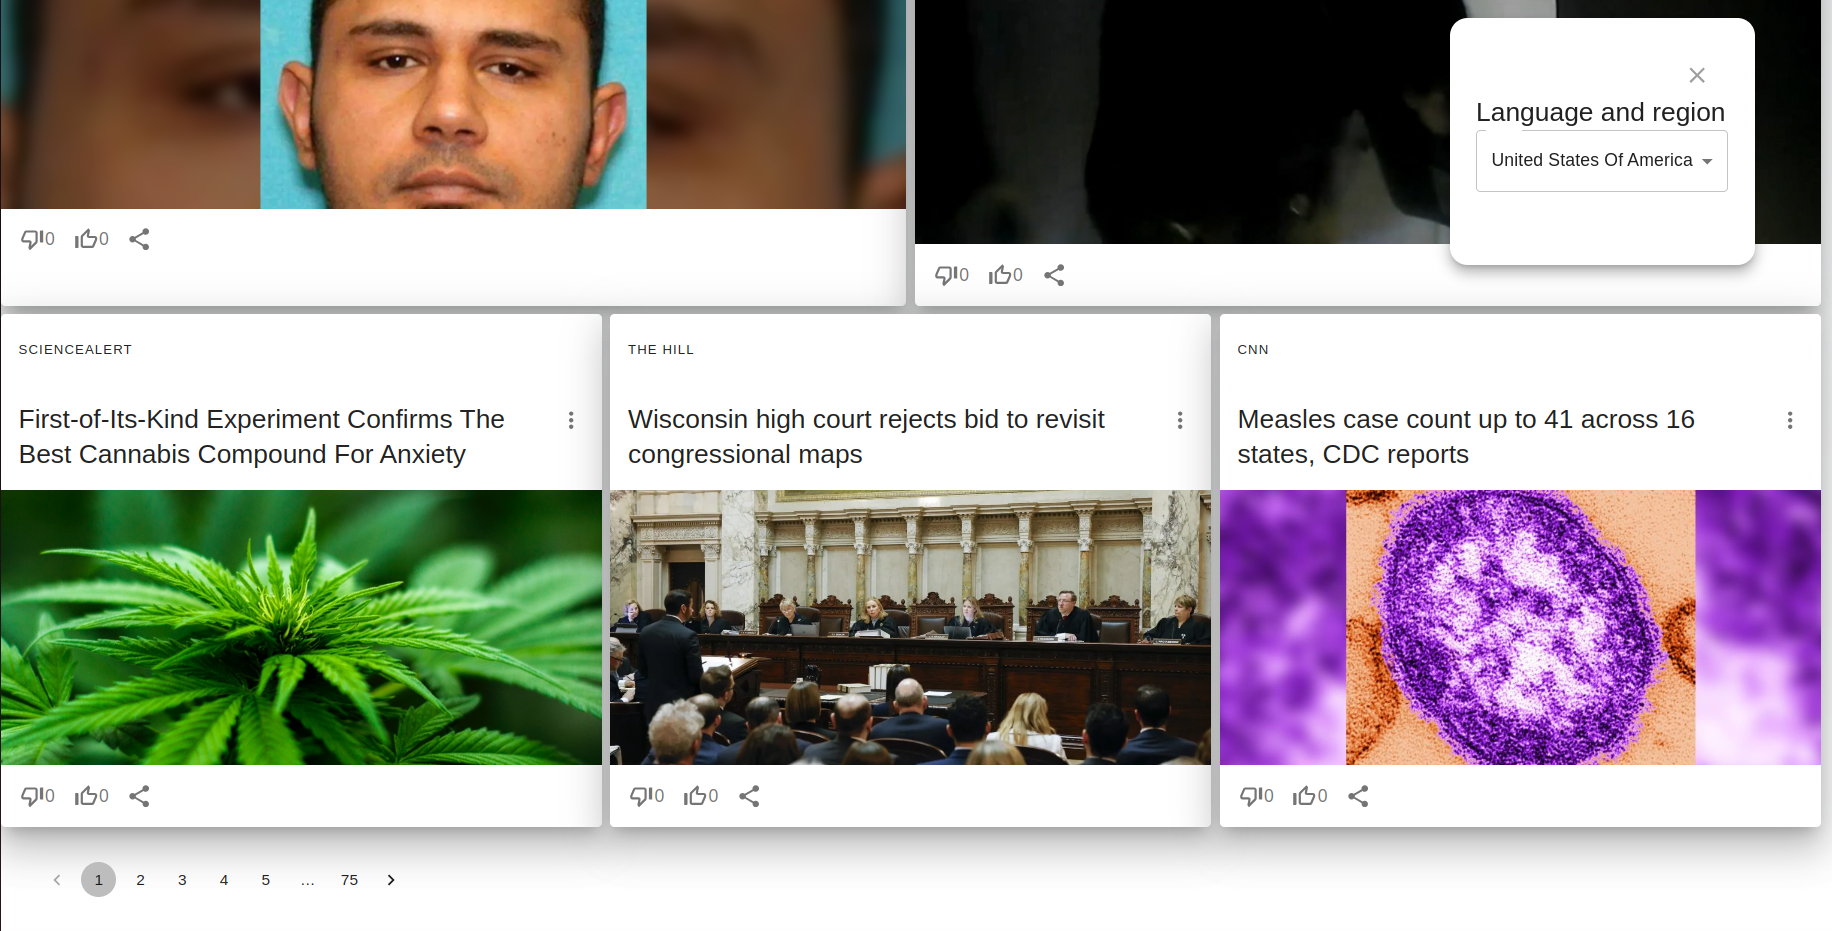 Language and region
United States Of America
0 0
0 0
SCIENCEALERT
First-of-Its-Kind Experiment Confirms The
Best Cannabis Compound For Anxiety
0 0
THE HILL
Wisconsin high court rejects bid to revisit
congressional maps
0 0
CNN
Measles case count up to 41 across 16
states, CDC reports
0 0
1 2 3 4 5 ... 75